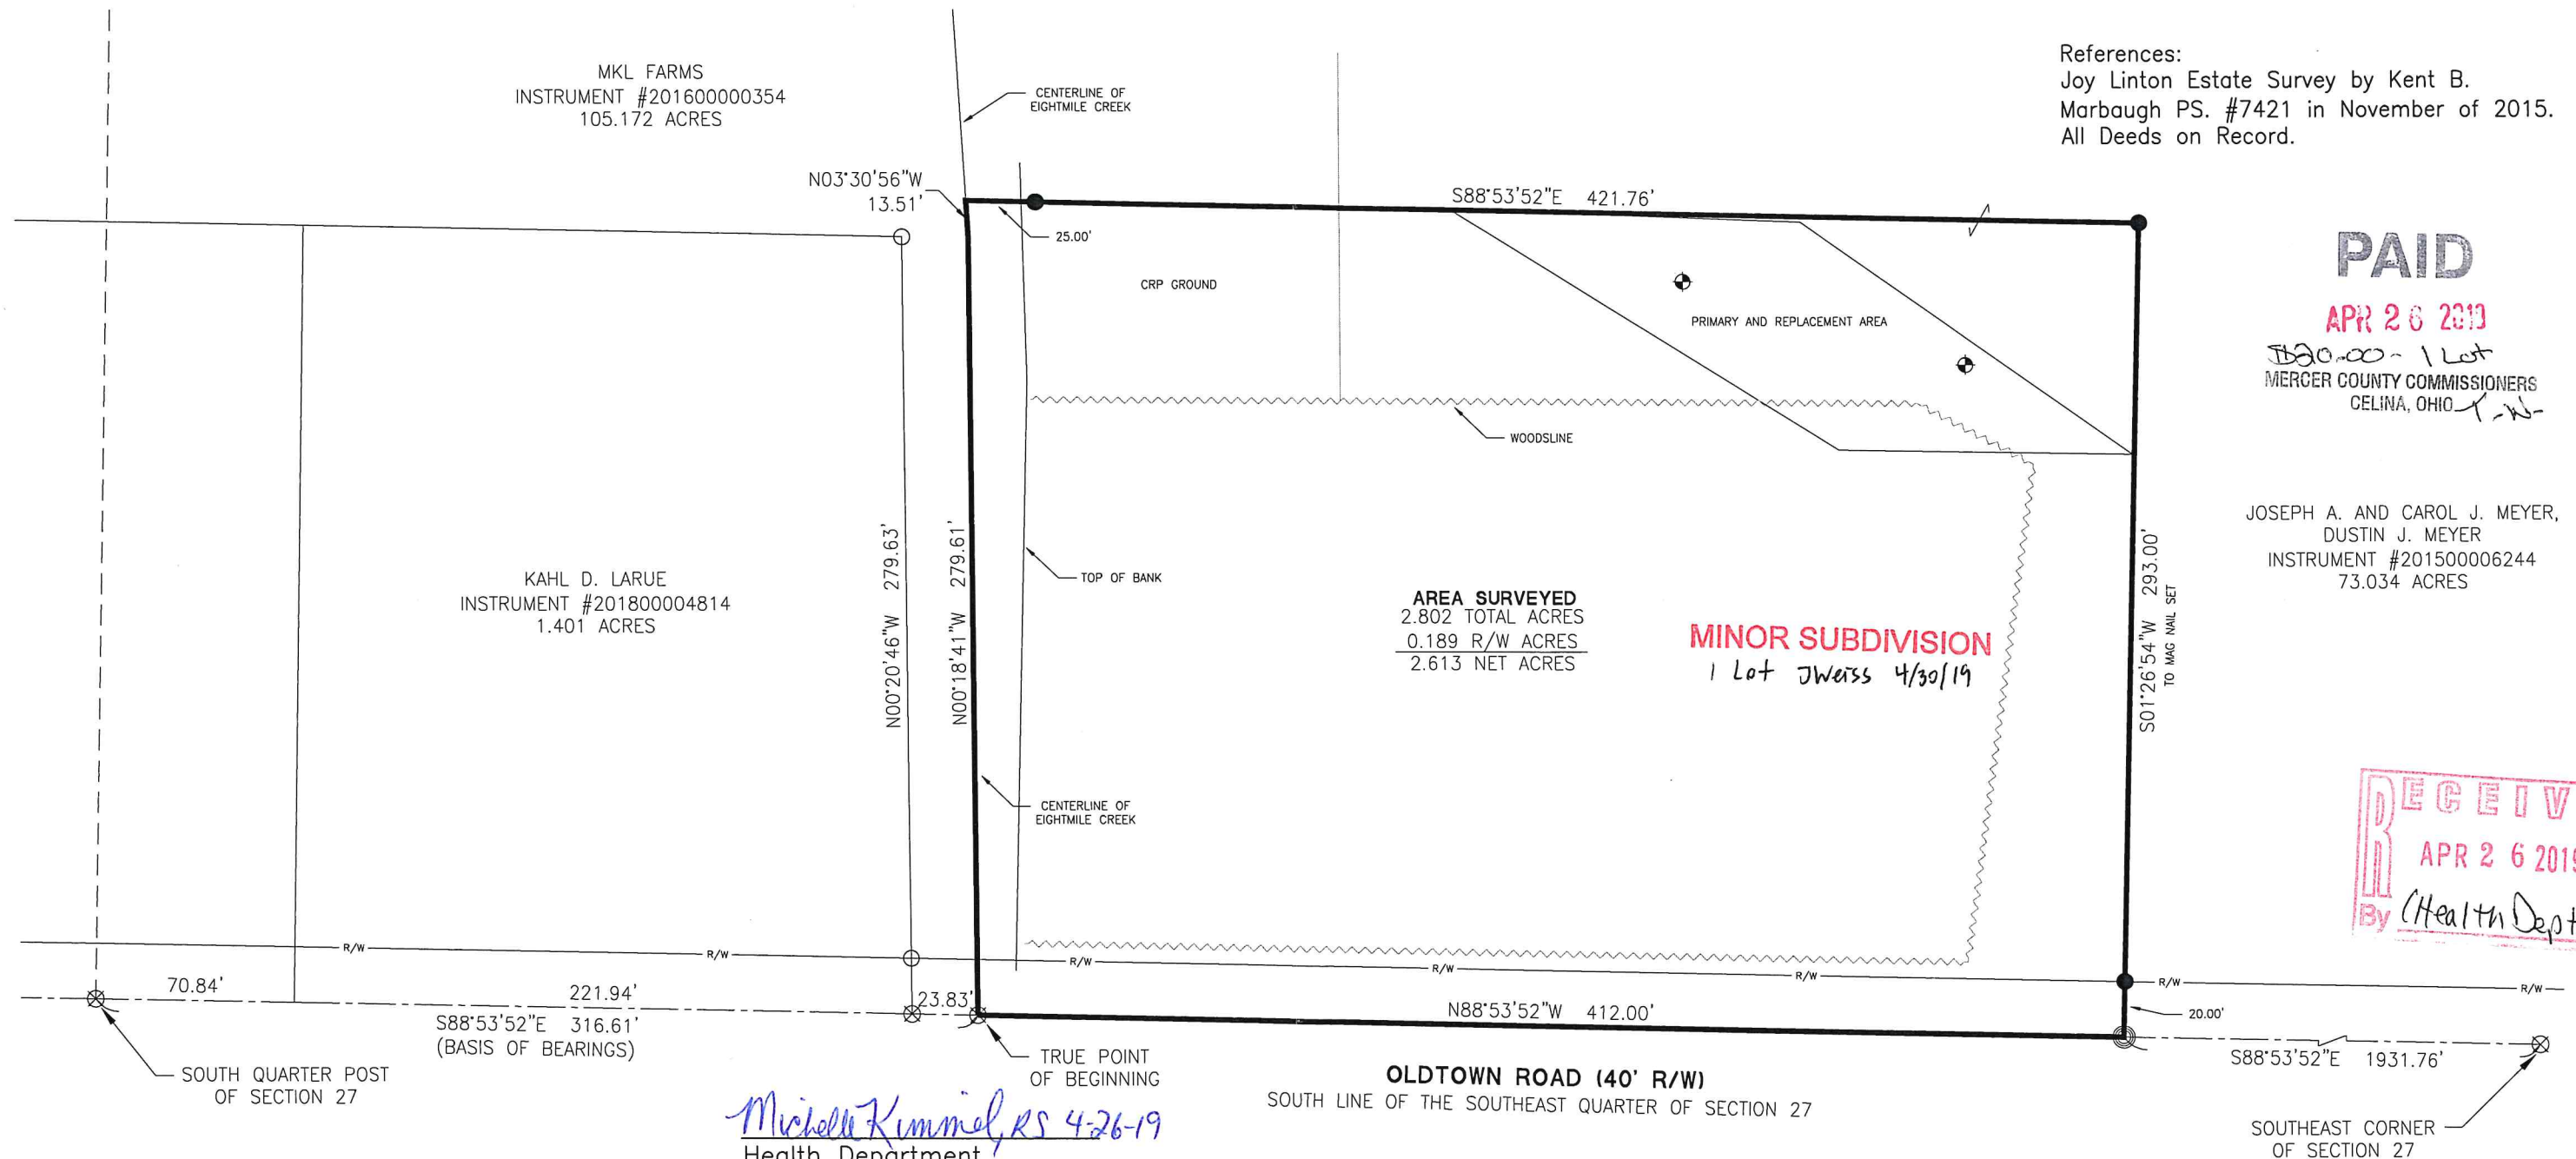 MKL FARMS
INSTRUMENT #201600000354
105.172 ACRES
CENTERLINE OF
EIGHTMILE CREEK
References:
Joy Linton Estate Survey by Kent B.
Marbaugh PS. #7421 in November of 2015.
All Deeds on Record.
N03°30'56"W
13.51'
S88°53'52"E 421.76'
25.00'
CRP GROUND
PRIMARY AND REPLACEMENT AREA
WOODSLINE
PAID
APR 26 2019
$20.00 - 1 Lot
MERCER COUNTY COMMISSIONERS
CELINA, OHIO
JOSEPH A. AND CAROL J. MEYER,
DUSTIN J. MEYER
INSTRUMENT #201500006244
73.034 ACRES
KAHL D. LARUE
INSTRUMENT #201800004814
1.401 ACRES
N00°20'46"W 279.63'
N00°18'41"W 279.61'
TOP OF BANK
AREA SURVEYED
2.802 TOTAL ACRES
0.189 R/W ACRES
2.613 NET ACRES
MINOR SUBDIVISION
1 Lot JWeiss 4/30/19
S01°26'54"W 293.00'
TO MAG NAIL SET
CENTERLINE OF
EIGHTMILE CREEK
RECEIV
APR 26 2019
By (Health Dept
R/W
R/W
R/W
R/W
R/W
R/W
R/W
70.84'
221.94'
23.83'
S88°53'52"E 316.61'
(BASIS OF BEARINGS)
N88°53'52"W 412.00'
20.00'
S88°53'52"E 1931.76'
SOUTH QUARTER POST
OF SECTION 27
TRUE POINT
OF BEGINNING
OLDTOWN ROAD (40' R/W)
SOUTH LINE OF THE SOUTHEAST QUARTER OF SECTION 27
SOUTHEAST CORNER
OF SECTION 27
Michelle Kimmel, RS 4-26-19
Health Department